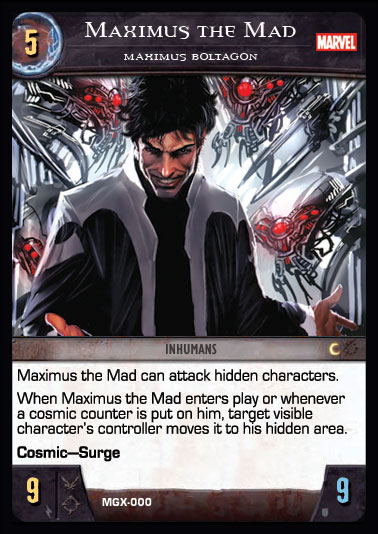 5
Maximus the Mad
MARVEL
Maximus Boltagon
INHUMANS
C
Maximus the Mad can attack hidden characters.
When Maximus the Mad enters play or whenever
a cosmic counter is put on him, target visible
character's controller moves it to his hidden area.
Cosmic—Surge
9
MGX-000
9